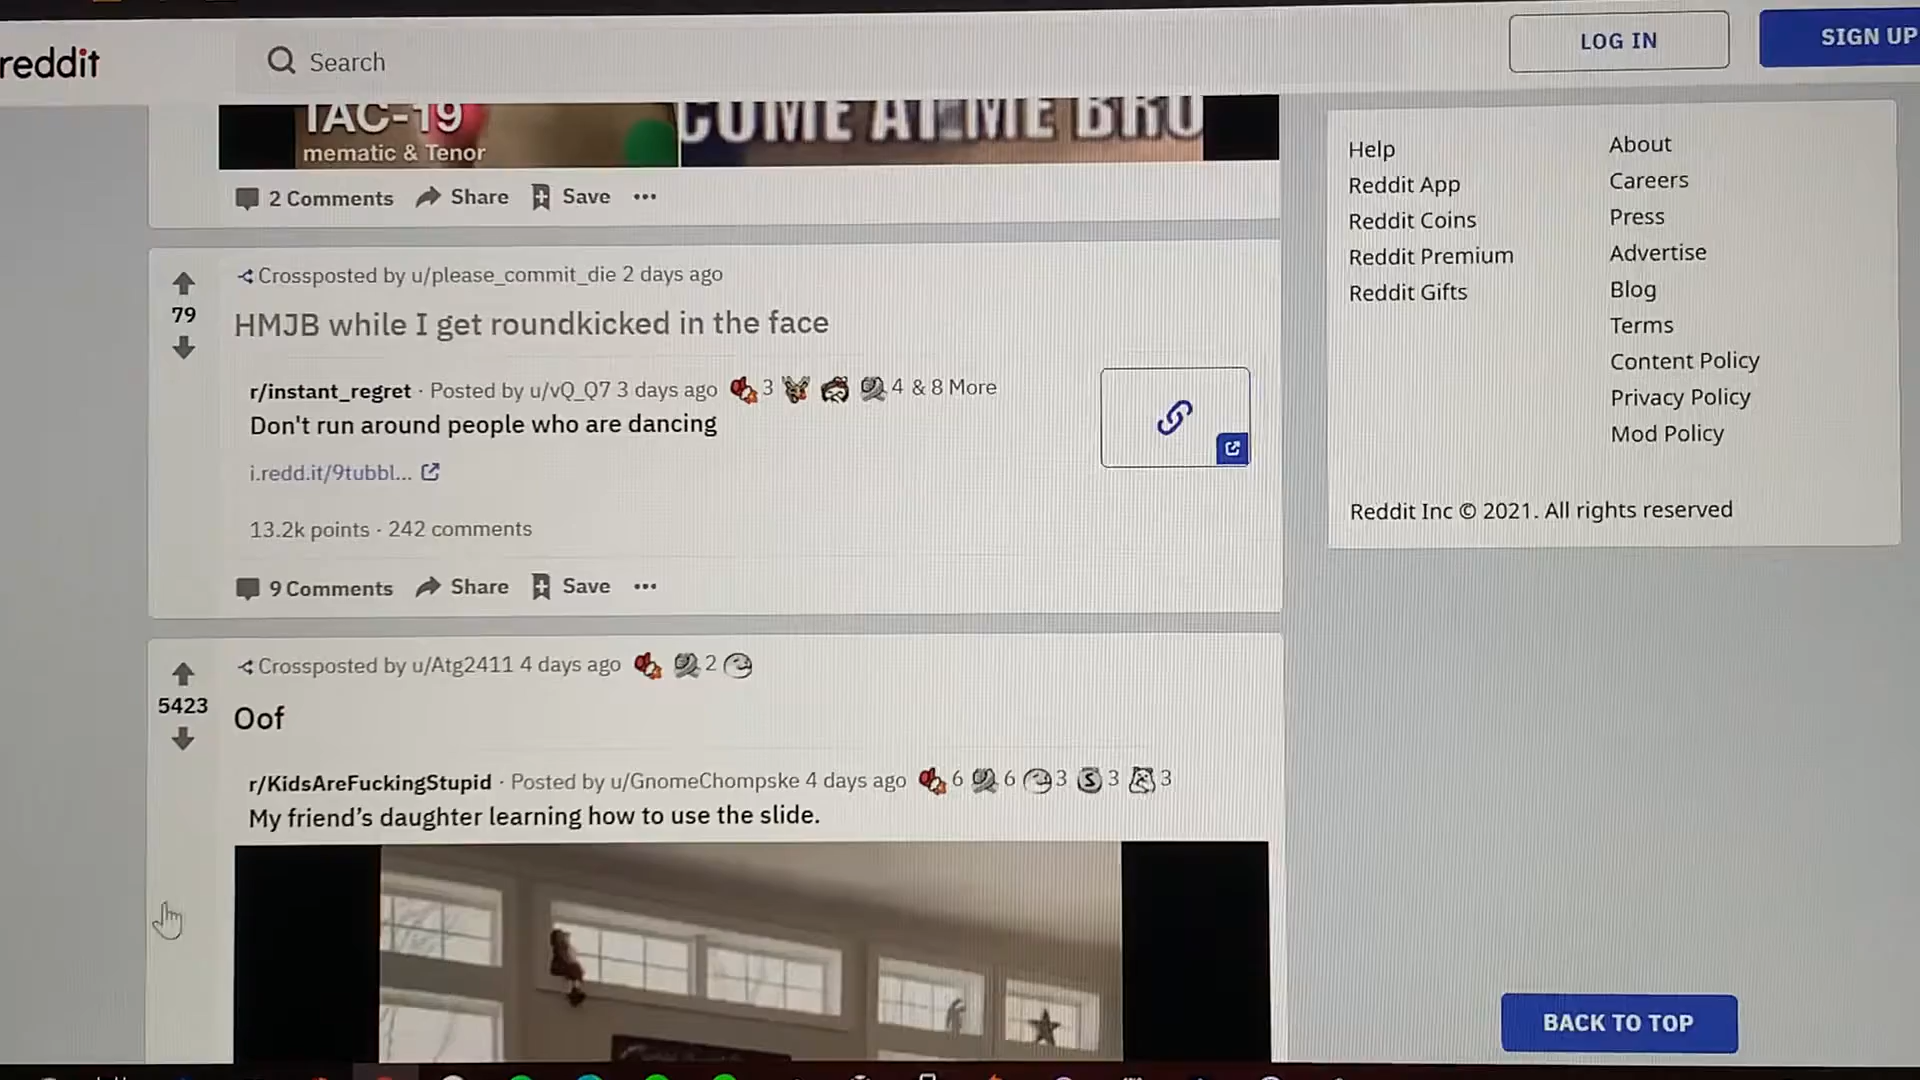 reddit
Search
LOG IN
SIGN UP
TAC-19
mematic & Tenor
COME AT ME BRO
2 Comments Share Save
Crossposted by u/please_commit_die 2 days ago
79
HMJB while I get roundkicked in the face
r/instant_regret · Posted by u/vQ_Q7 3 days ago 3 4 & 8 More
Don't run around people who are dancing
i.redd.it/9tubbl...
13.2k points · 242 comments
9 Comments Share Save
Crossposted by u/Atg2411 4 days ago 2
5423
Oof
r/KidsAreFuckingStupid · Posted by u/GnomeChompske 4 days ago 6 6 3 S 3 3
My friend’s daughter learning how to use the slide.
Help
Reddit App
Reddit Coins
Reddit Premium
Reddit Gifts
About
Careers
Press
Advertise
Blog
Terms
Content Policy
Privacy Policy
Mod Policy
Reddit Inc © 2021. All rights reserved
BACK TO TOP